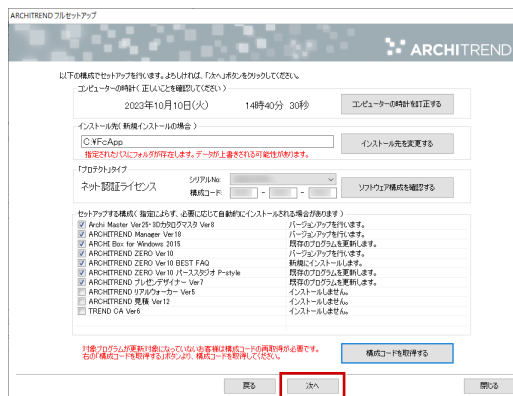 ARCHITREND フルセットアップ
ARCHITREND
以下の構成でセットアップを行います。よろしければ、「次へ」ボタンをクリックしてください。
コンピューターの時計( 正しいことを確認してください )
2023年10月10日(火) 14時40分 30秒 コンピューターの時計を訂正する
インストール先( 新規インストールの場合 )
C:¥FcApp インストール先を変更する
指定されたパスにフォルダが存在します。データが上書きされる可能性があります。
「プロテクト」タイプ
ネット認証ライセンス シリアルNo: ソフトウェア構成を確認する
構成コード: - -
セットアップする構成( 指定によらず、必要に応じて自動的にインストールされる場合があります )
Archi Master Ver25・3Dカタログマスタ Ver8 バージョンアップを行います。
ARCHITREND Manager Ver18 バージョンアップを行います。
ARCHI Box for Windows 2015 既存のプログラムを更新します。
ARCHITREND ZERO Ver10 バージョンアップを行います。
ARCHITREND ZERO Ver10 BEST FAQ 新規にインストールします。
ARCHITREND ZERO Ver10 パーススタジオ P-style 既存のプログラムを更新します。
ARCHITREND プレゼンデザイナー Ver7 既存のプログラムを更新します。
ARCHITREND リアルウォーカー Ver5 インストールしません。
ARCHITREND 見積 Ver12 インストールしません。
TREND CA Ver6 インストールしません。
対象プログラムが更新対象になっていないお客様は構成コードの再取得が必要です。
右の「構成コードを取得する」ボタンより、構成コードを取得してください。
構成コードを取得する
戻る 次へ 閉じる